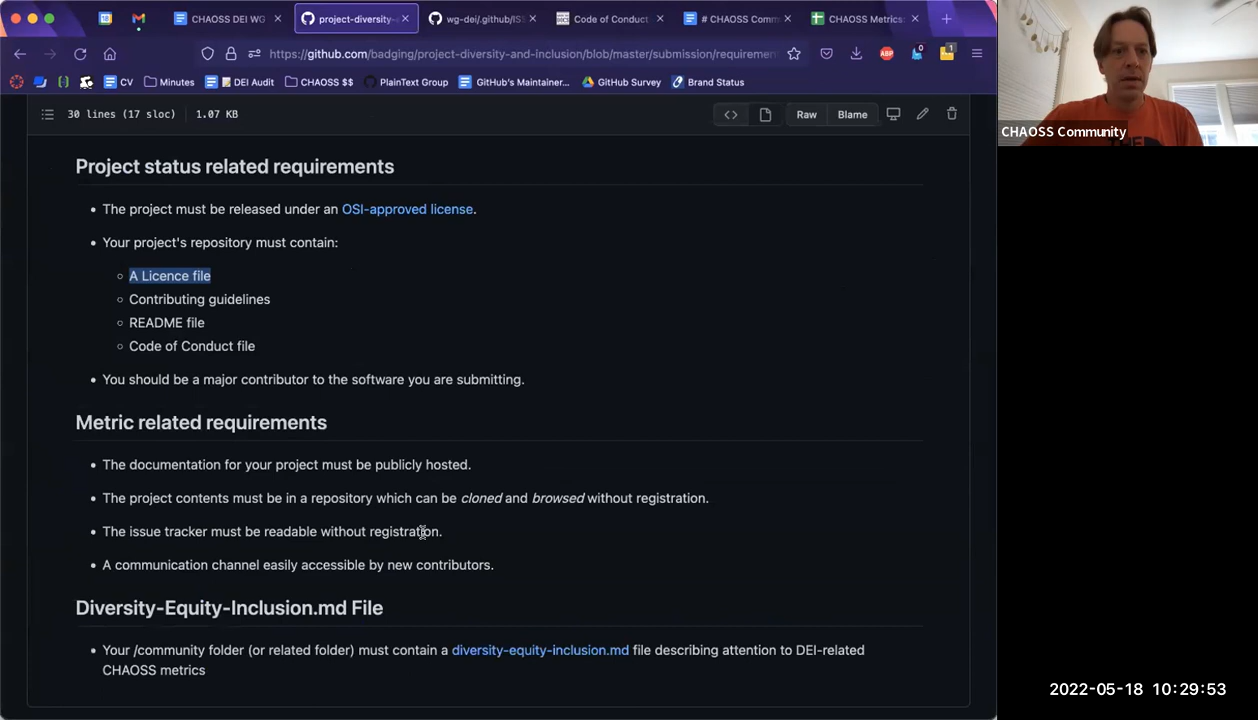 CHAOSS DEI WG
project-diversity-
wg-dei/.github/ISS
Code of Conduct
# CHAOSS Comm
CHAOSS Metrics:
https://github.com/badging/project-diversity-and-inclusion/blob/master/submission/requiremen
CV
Minutes
DEI Audit
CHAOSS $$
PlainText Group
GitHub's Maintainer...
GitHub Survey
Brand Status
30 lines (17 sloc) 1.07 KB
Raw
Blame
Project status related requirements
The project must be released under an OSI-approved license.
Your project's repository must contain:
A Licence file
Contributing guidelines
README file
Code of Conduct file
You should be a major contributor to the software you are submitting.
Metric related requirements
The documentation for your project must be publicly hosted.
The project contents must be in a repository which can be cloned and browsed without registration.
The issue tracker must be readable without registration.
A communication channel easily accessible by new contributors.
Diversity-Equity-Inclusion.md File
Your /community folder (or related folder) must contain a diversity-equity-inclusion.md file describing attention to DEI-related
CHAOSS metrics
CHAOSS Community
2022-05-18 10:29:53